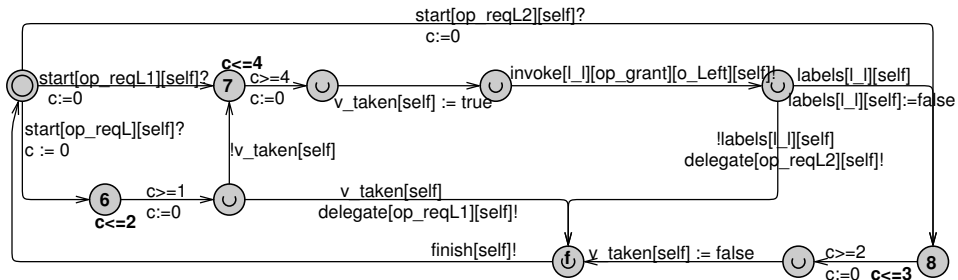 start[op_reqL2][self]?
c:=0
c<=4
start[op_reqL1][self]?
c:=0
7
c>=4
c:=0
v_taken[self] := true
invoke[l_l][op_grant][o_Left][self]!
labels[l_l][self]
labels[l_l][self]:=false
start[op_reqL][self]?
c := 0
!v_taken[self]
!labels[l_l][self]
delegate[op_reqL2][self]!
6
c<=2
c>=1
c:=0
v_taken[self]
delegate[op_reqL1][self]!
finish[self]!
f
v_taken[self] := false
c>=2
c:=0
c<=3
8